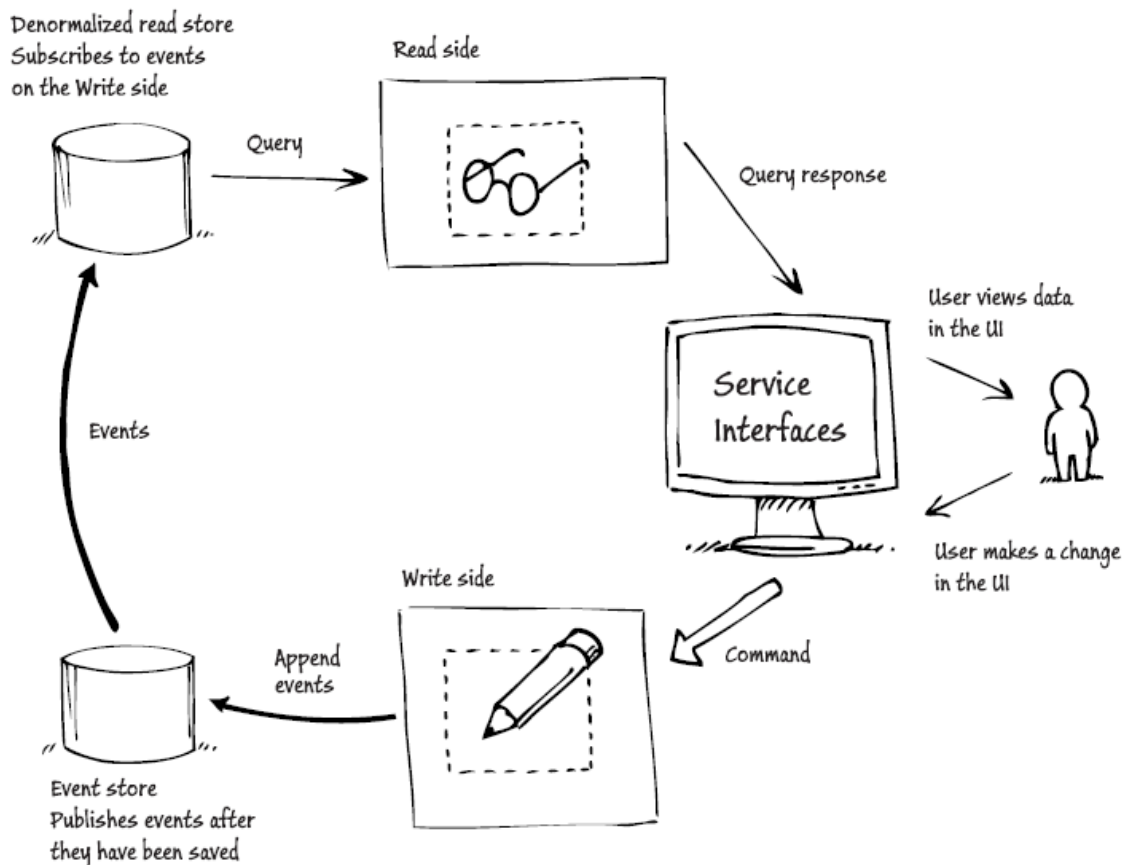 Denormalized read store
Subscribes to events
on the Write side
Read side
Query
Query response
User views data
in the UI
Service
Interfaces
Events
User makes a change
in the UI
Write side
Command
Append
events
Event store
Publishes events after
they have been saved